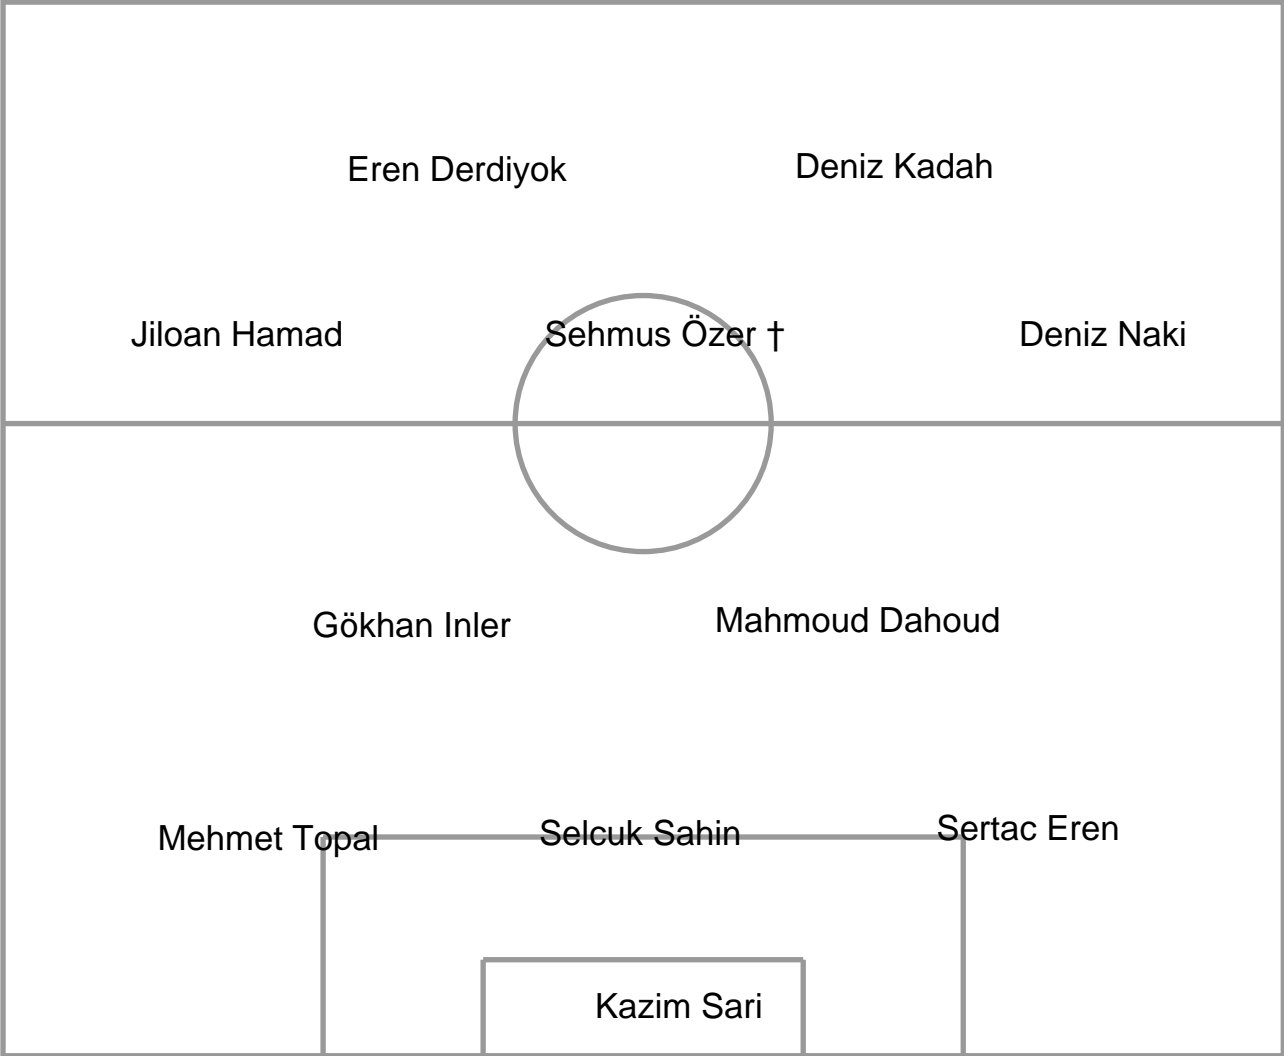 Eren Derdiyok
Deniz Kadah
Jiloan Hamad
Sehmus Özer †
Deniz Naki
Gökhan Inler
Mahmoud Dahoud
Mehmet Topal
Selcuk Sahin
Sertac Eren
Kazim Sari